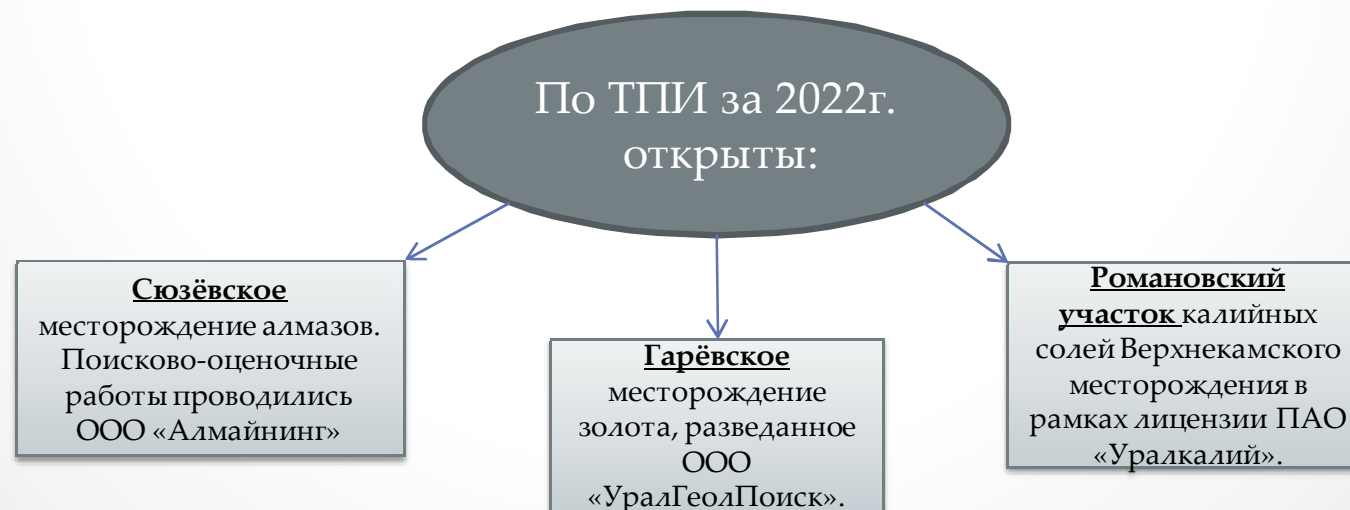 По ТПИ за 2022г.
открыты:
Сюзёвское
месторождение алмазов.
Поисково-оценочные
работы проводились
ООО «Алмайнинг»
Гарёвское
месторождение
золота, разведанное
ООО
«УралГеолПоиск».
Романовский
участок калийных
солей Верхнекамского
месторождения в
рамках лицензии ПАО
«Уралкалий».